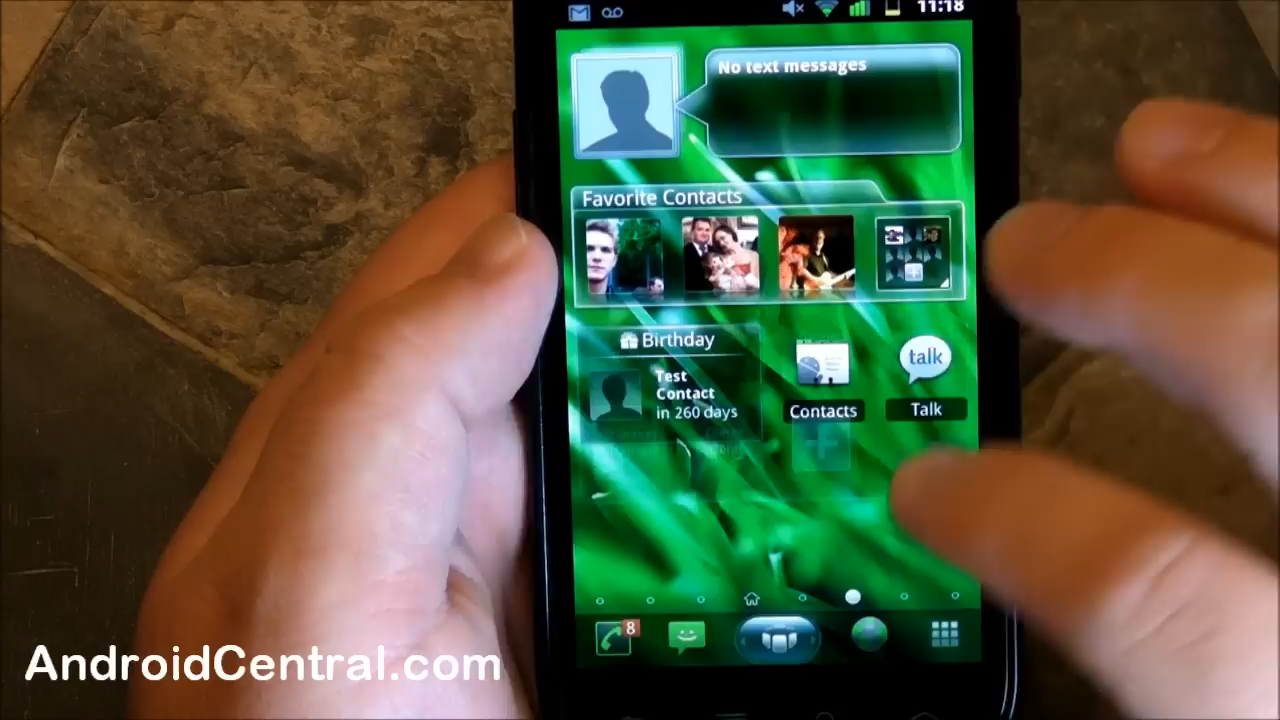 11:18
No text messages
Favorite Contacts
Birthday
Test
Contact
in 260 days
Contacts
talk
Talk
8
AndroidCentral.com